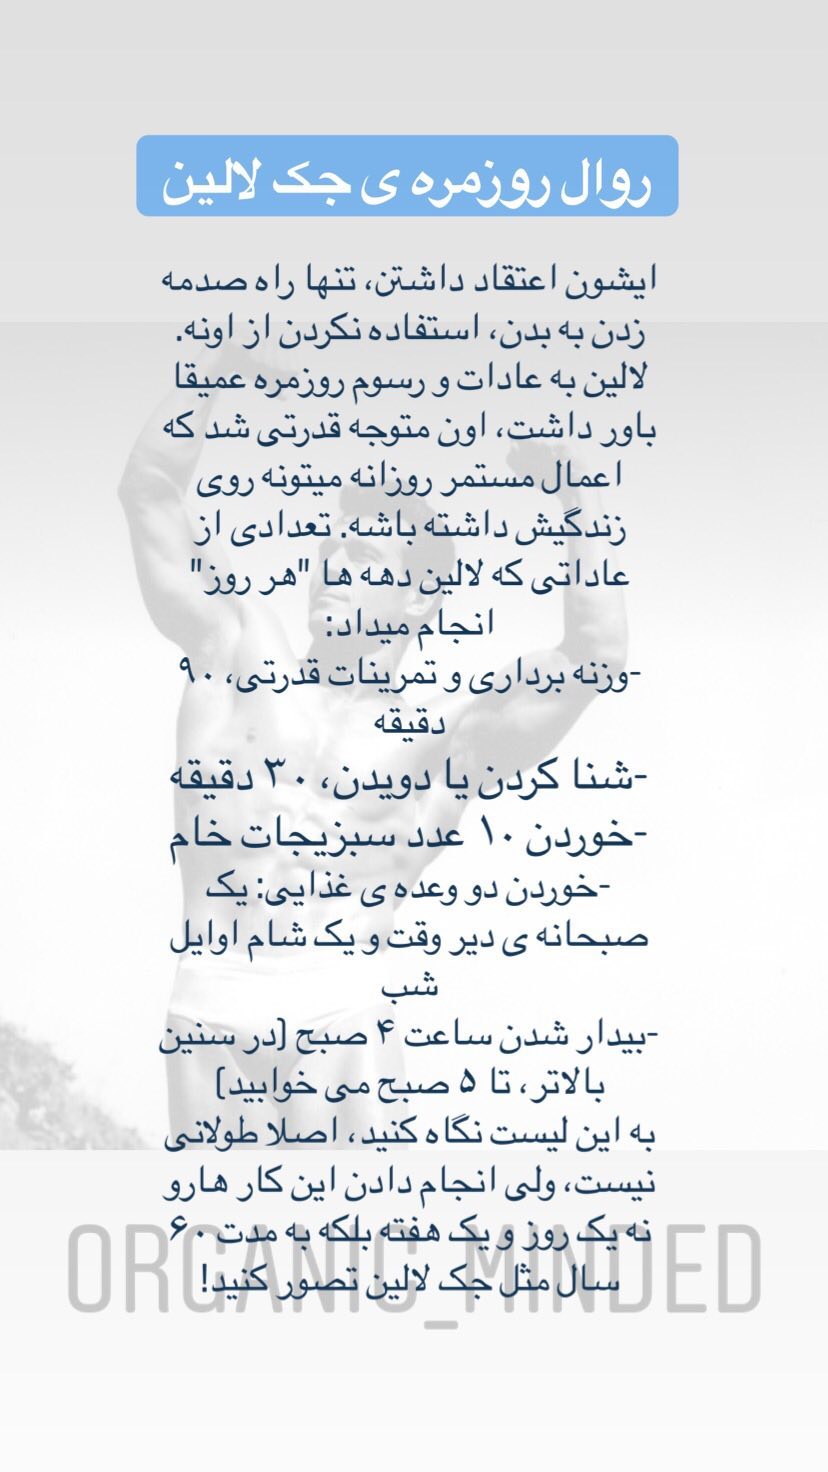 روال روزمره ی جک لالین
ایشون اعتقاد داشتن، تنها راه صدمه
زدن به بدن، استفاده نکردن از اونه.
لالین به عادات و رسوم روزمره عمیقا
باور داشت، اون متوجه قدرتی شد که
اعمال مستمر روزانه میتونه روی
زندگیش داشته باشه. تعدادی از
عاداتی که لالین دهه ها "هر روز"
انجام میداد:
-وزنه برداری و تمرینات قدرتی، ۹۰
دقیقه
-شنا کردن یا دویدن، ۳۰ دقیقه
-خوردن ۱۰ عدد سبزیجات خام
-خوردن دو وعده ی غذایی: یک
صبحانه ی دیر وقت و یک شام اوایل
شب
-بیدار شدن ساعت ۴ صبح (در سنین
بالاتر، تا ۵ صبح می خوابید)
به این لیست نگاه کنید، اصلا طولانی
نیست، ولی انجام دادن این کار هارو
نه یک روز و یک هفته بلکه به مدت ۶۰
سال مثل جک لالین تصور کنید!
ORGANIC_MINDED